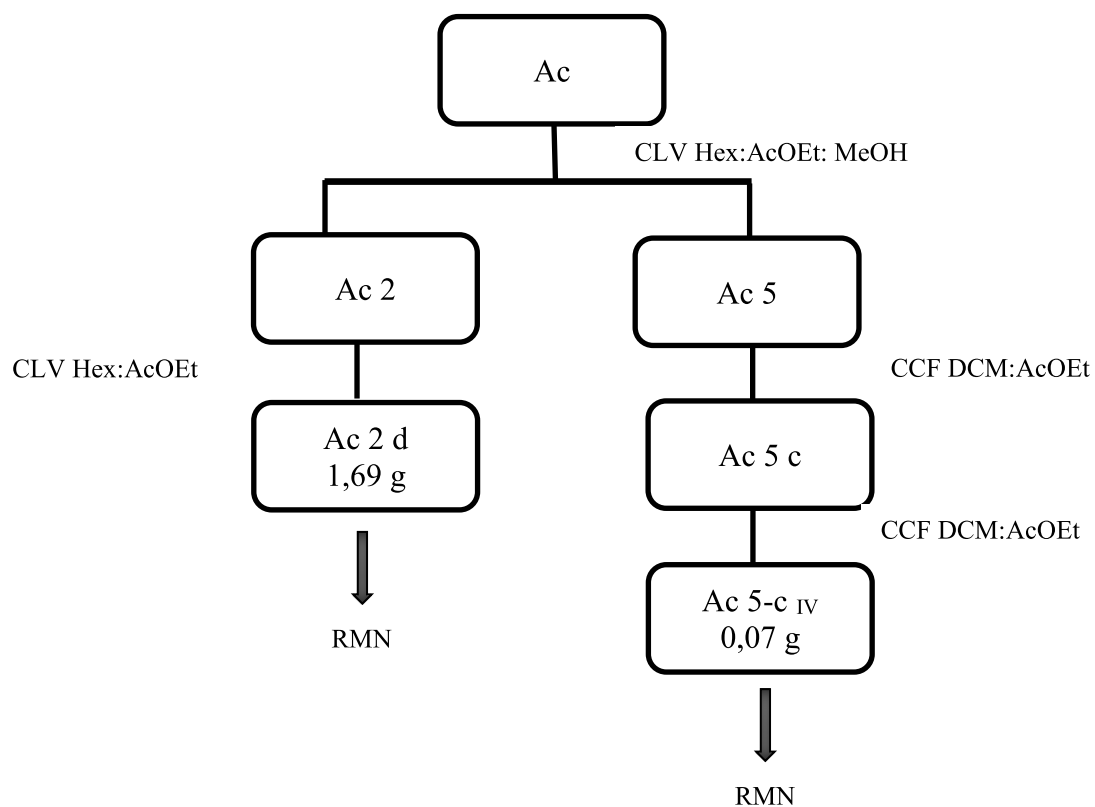 Ac
CLV Hex:AcOEt: MeOH
Ac 2
Ac 5
CLV Hex:AcOEt
CCF DCM:AcOEt
Ac 2 d
1,69 g
Ac 5 c
CCF DCM:AcOEt
Ac 5-c IV
0,07 g
RMN
RMN